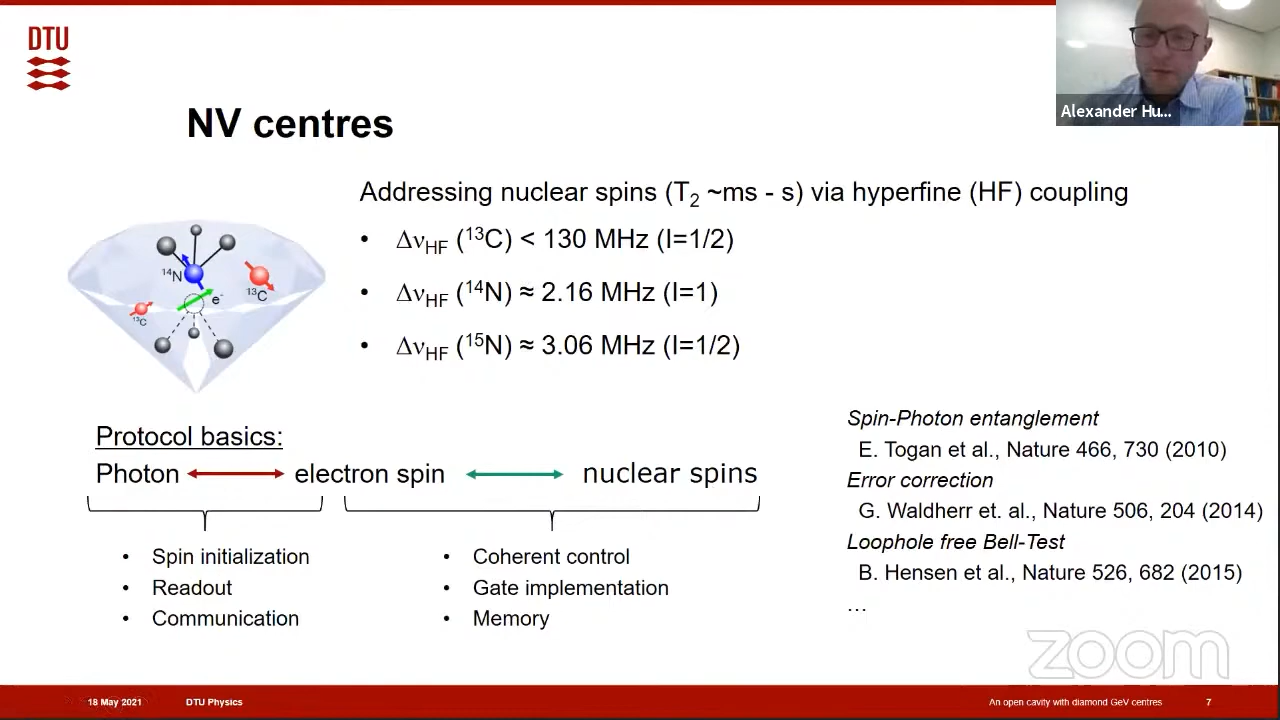 DTU
Alexander Hu...
NV centres
Addressing nuclear spins (T₂ ~ms - s) via hyperfine (HF) coupling
• Δν_HF (¹³C) < 130 MHz (I=1/2)
• Δν_HF (¹⁴N) ≈ 2.16 MHz (I=1)
• Δν_HF (¹⁵N) ≈ 3.06 MHz (I=1/2)
¹⁴N
¹³C
e⁻
¹³C
Protocol basics:
Photon electron spin nuclear spins
• Spin initialization
• Readout
• Communication
• Coherent control
• Gate implementation
• Memory
Spin-Photon entanglement
E. Togan et al., Nature 466, 730 (2010)
Error correction
G. Waldherr et. al., Nature 506, 204 (2014)
Loophole free Bell-Test
B. Hensen et al., Nature 526, 682 (2015)
...
zoom
18 May 2021 DTU Physics An open cavity with diamond GeV centres 7